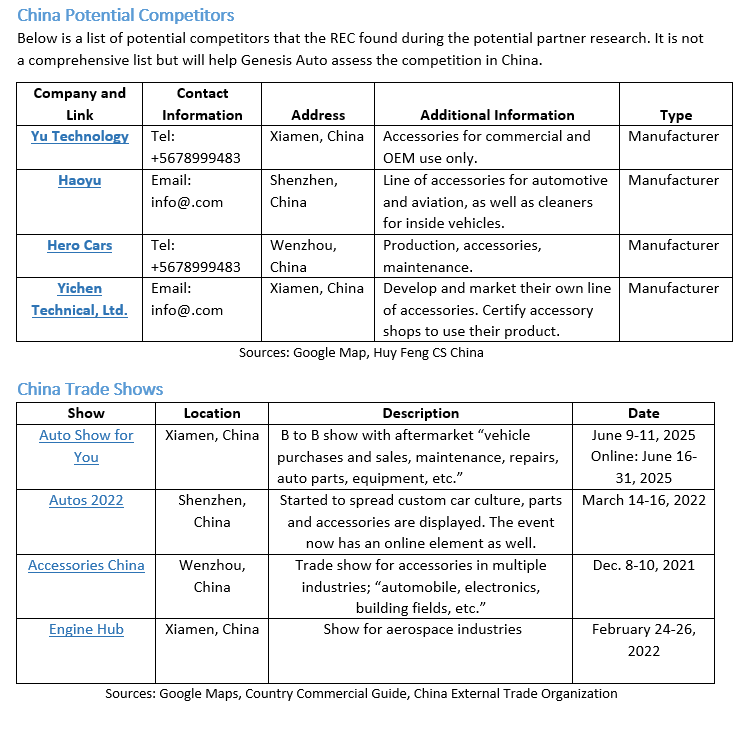 China Potential Competitors
Below is a list of potential competitors that the REC found during the potential partner research. It is not
a comprehensive list but will help Genesis Auto assess the competition in China.
Company and Link | Contact Information | Address | Additional Information | Type
Yu Technology | Tel: +5678999483 | Xiamen, China | Accessories for commercial and OEM use only. | Manufacturer
Haoyu | Email: info@.com | Shenzhen, China | Line of accessories for automotive and aviation, as well as cleaners for inside vehicles. | Manufacturer
Hero Cars | Tel: +5678999483 | Wenzhou, China | Production, accessories, maintenance. | Manufacturer
Yichen Technical, Ltd. | Email: info@.com | Xiamen, China | Develop and market their own line of accessories. Certify accessory shops to use their product. | Manufacturer
Sources: Google Map, Huy Feng CS China
China Trade Shows
Show | Location | Description | Date
Auto Show for You | Xiamen, China | B to B show with aftermarket “vehicle purchases and sales, maintenance, repairs, auto parts, equipment, etc.” | June 9-11, 2025 Online: June 16-31, 2025
Autos 2022 | Shenzhen, China | Started to spread custom car culture, parts and accessories are displayed. The event now has an online element as well. | March 14-16, 2022
Accessories China | Wenzhou, China | Trade show for accessories in multiple industries; “automobile, electronics, building fields, etc.” | Dec. 8-10, 2021
Engine Hub | Xiamen, China | Show for aerospace industries | February 24-26, 2022
Sources: Google Maps, Country Commercial Guide, China External Trade Organization